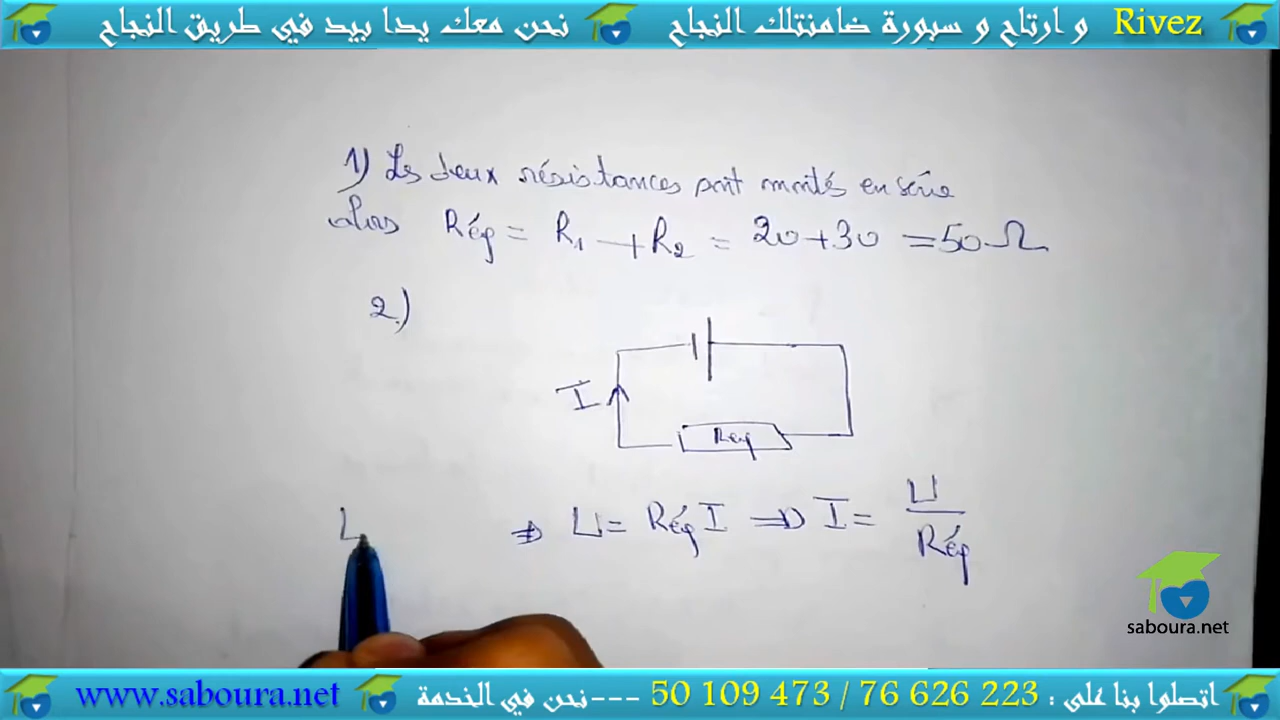 نحن معك يدا بيد في طريق النجاح و ارتاح و سبورة ضامنتلك النجاح Rivez
1) Les deux résistances sont montés en série
alors Réq = R1 + R2 = 20 + 30 = 50 Ω
2.)
I
Req
L ⇒ U = Réq I ⇒ I = U / Réq
saboura.net
www.saboura.net اتصلوا بنا على : 50 109 473 / 76 626 223 ---نحن في الخدمة